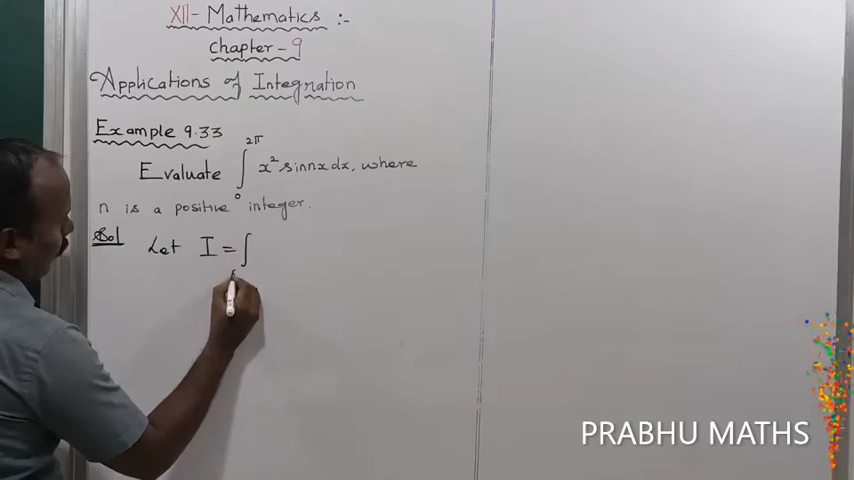 XII- Mathematics :-
Chapter - 9
Applications of Integration
Example 9.33
Evaluate ∫₀^2π x² sin nx dx, where
n is a positive integer.
Sol Let I = ∫
PRABHU MATHS